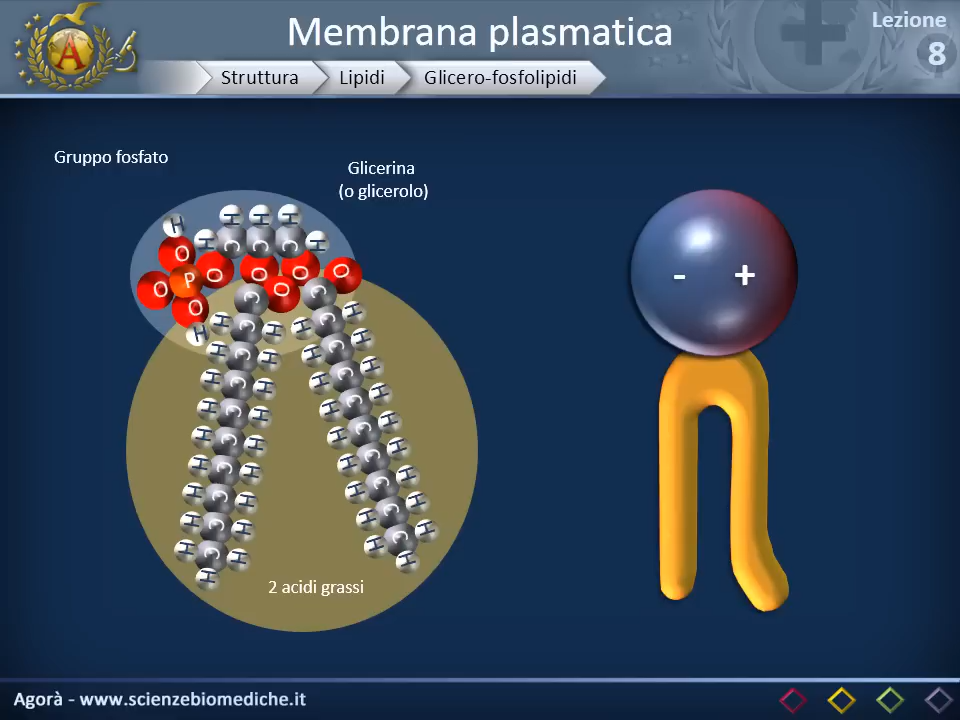 Membrana plasmatica
Lezione
8
A
Struttura
Lipidi
Glicero-fosfolipidi
Gruppo fosfato
Glicerina
(o glicerolo)
- +
2 acidi grassi
Agorà - www.scienzebiomediche.it